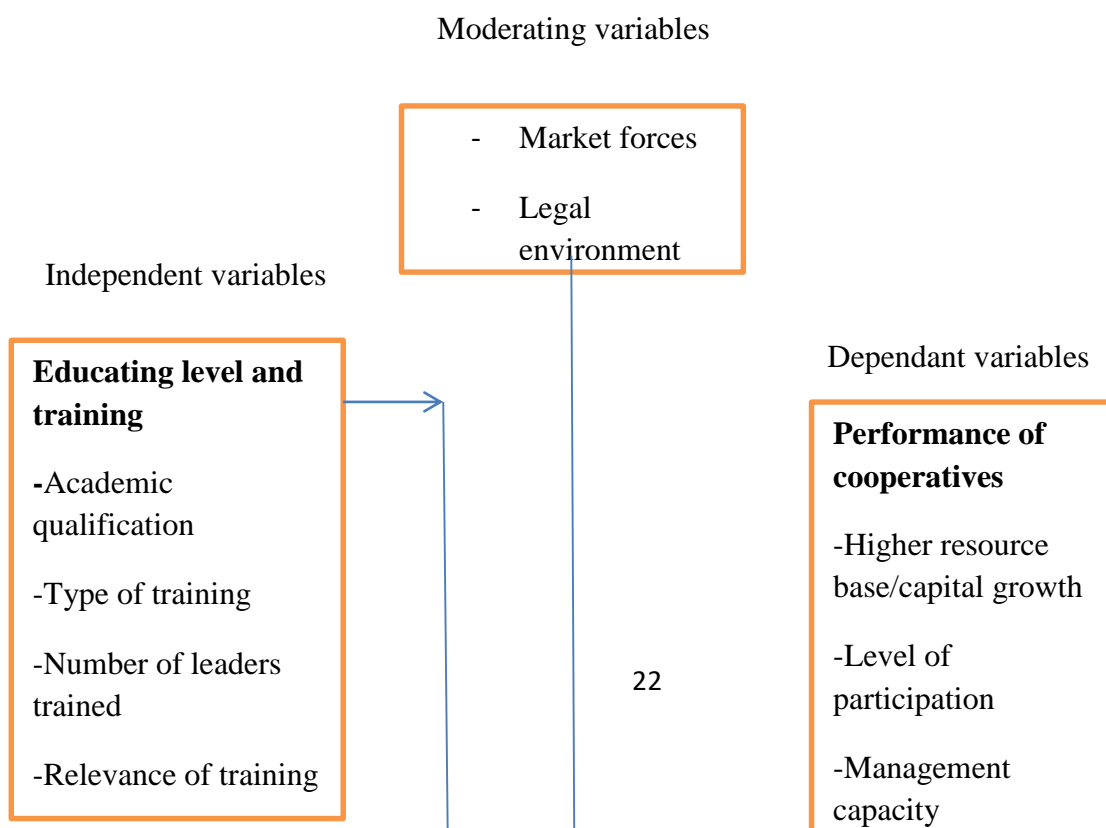 Moderating variables
- Market forces
- Legal
environment
Independent variables
Educating level and
training
-Academic
qualification
-Type of training
-Number of leaders
trained
-Relevance of training
Dependant variables
Performance of
cooperatives
-Higher resource
base/capital growth
-Level of
participation
-Management
capacity
22